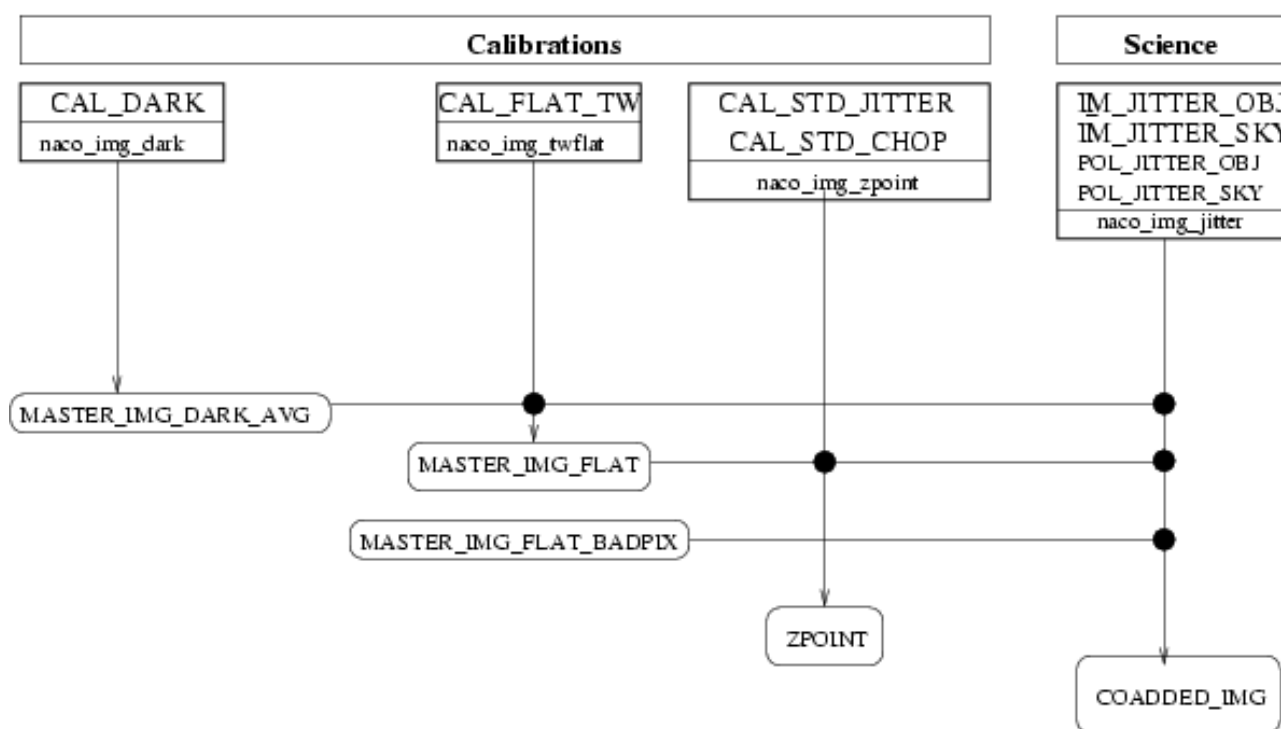 Calibrations
Science
CAL_DARK
naco_img_dark
CAL_FLAT_TW
naco_img_twflat
CAL_STD_JITTER
CAL_STD_CHOP
naco_img_zpoint
IM_JITTER_OBJ
IM_JITTER_SKY
POL_JITTER_OBJ
POL_JITTER_SKY
naco_img_jitter
MASTER_IMG_DARK_AVG
MASTER_IMG_FLAT
MASTER_IMG_FLAT_BADPIX
ZPOINT
COADDED_IMG